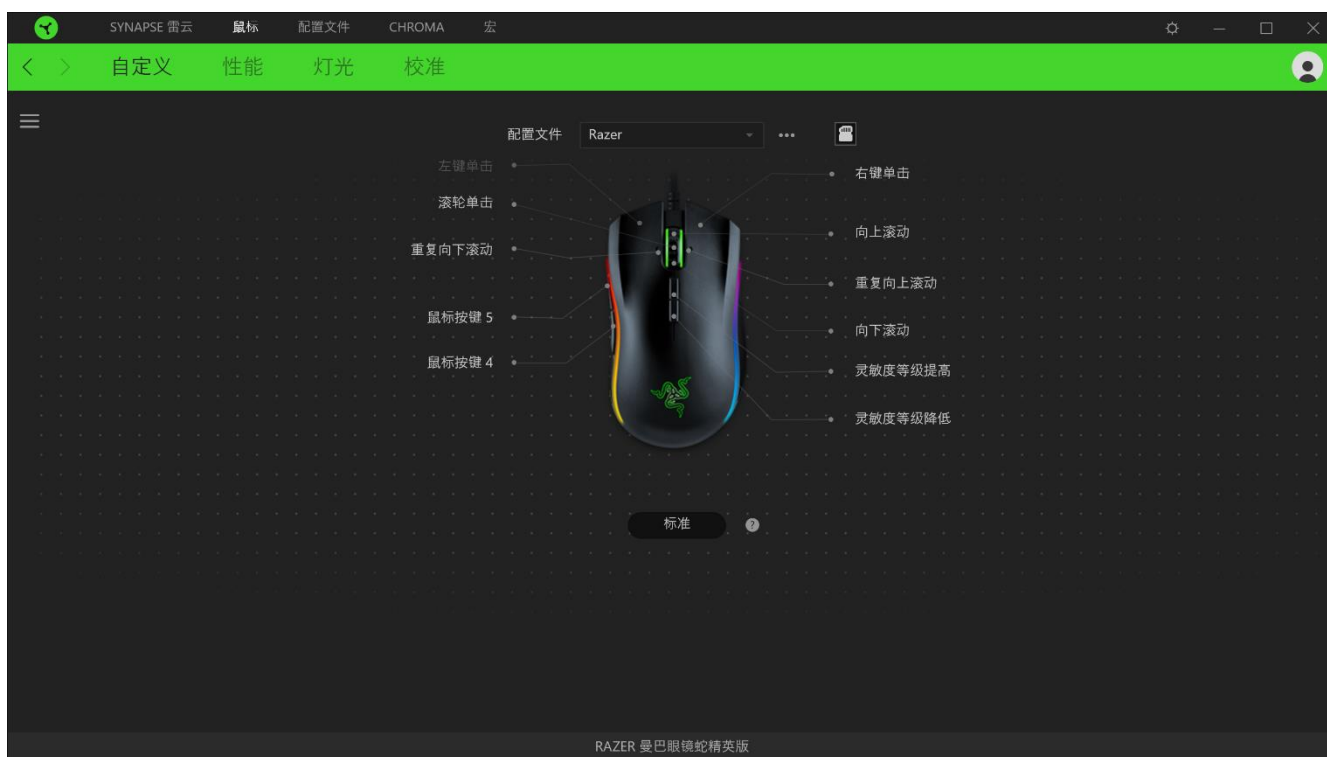 SYNAPSE 雷云 鼠标 配置文件 CHROMA 宏
自定义 性能 灯光 校准
配置文件 Razer
左键单击
滚轮单击
重复向下滚动
鼠标按键 5
鼠标按键 4
右键单击
向上滚动
重复向上滚动
向下滚动
灵敏度等级提高
灵敏度等级降低
标准 ?
RAZER 曼巴眼镜蛇精英版